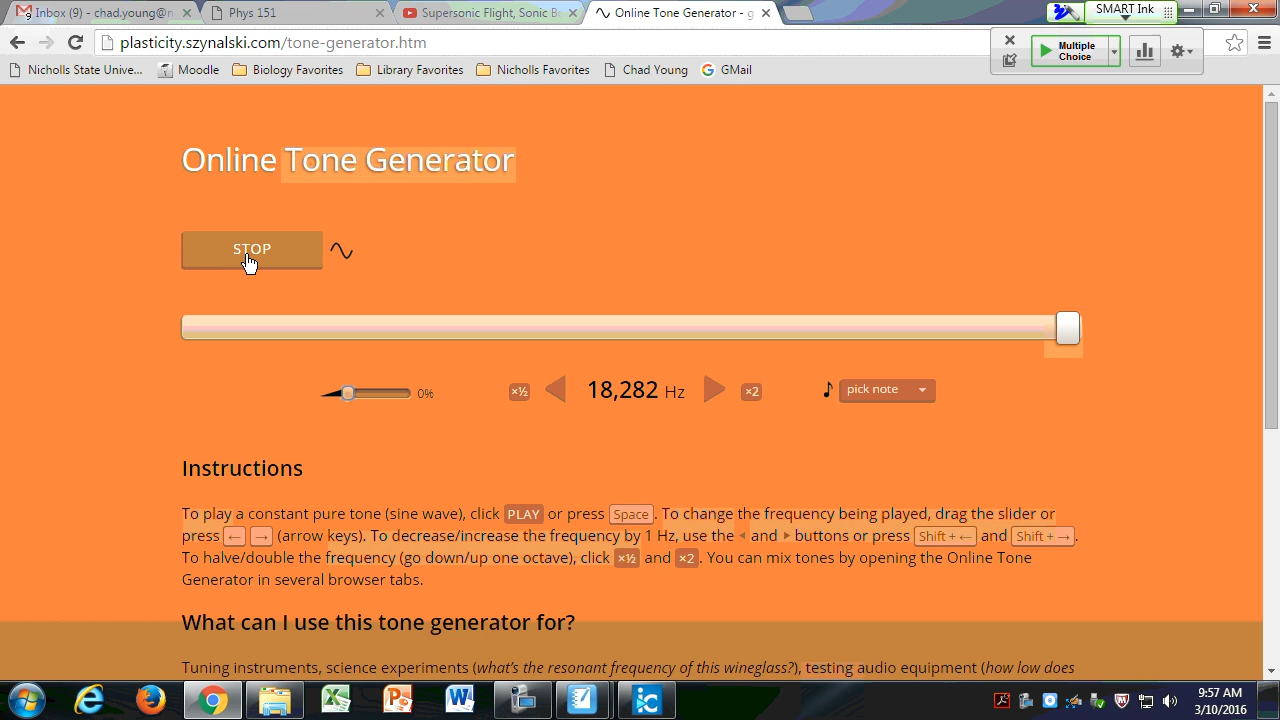 Inbox (9) - chad.young@n
Phys 151
Supersonic Flight, Sonic B
Online Tone Generator - g
SMART Ink
plasticity.szynalski.com/tone-generator.htm
Multiple
Choice
Nicholls State Unive...
Moodle
Biology Favorites
Library Favorites
Nicholls Favorites
Chad Young
GMail
Online Tone Generator
STOP
0%
×½
18,282 Hz
×2
pick note
Instructions
To play a constant pure tone (sine wave), click PLAY or press Space. To change the frequency being played, drag the slider or
press ← → (arrow keys). To decrease/increase the frequency by 1 Hz, use the ◂ and ▸ buttons or press Shift + ← and Shift + →.
To halve/double the frequency (go down/up one octave), click ×½ and ×2. You can mix tones by opening the Online Tone
Generator in several browser tabs.
What can I use this tone generator for?
Tuning instruments, science experiments (what's the resonant frequency of this wineglass?), testing audio equipment (how low does
9:57 AM
3/10/2016